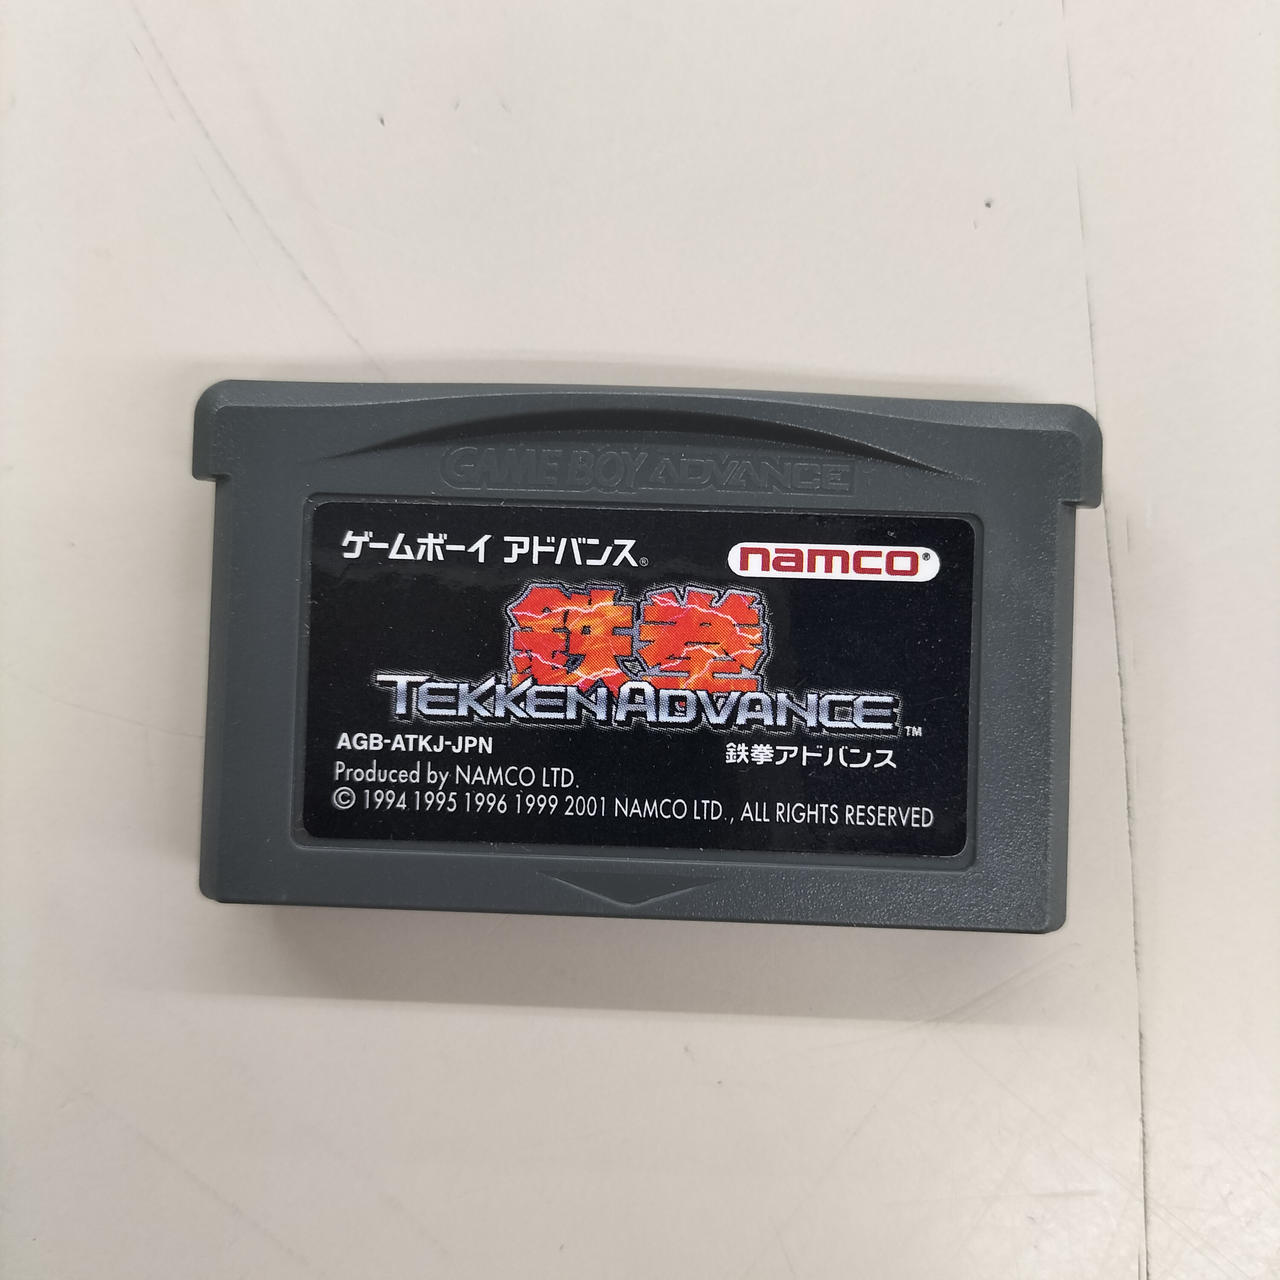 GAME BOY ADVANCE
ゲームボーイ アドバンス®
namco®
鉄拳
TEKKEN ADVANCE™
AGB-ATKJ-JPN
鉄拳アドバンス
Produced by NAMCO LTD.
© 1994 1995 1996 1999 2001 NAMCO LTD., ALL RIGHTS RESERVED